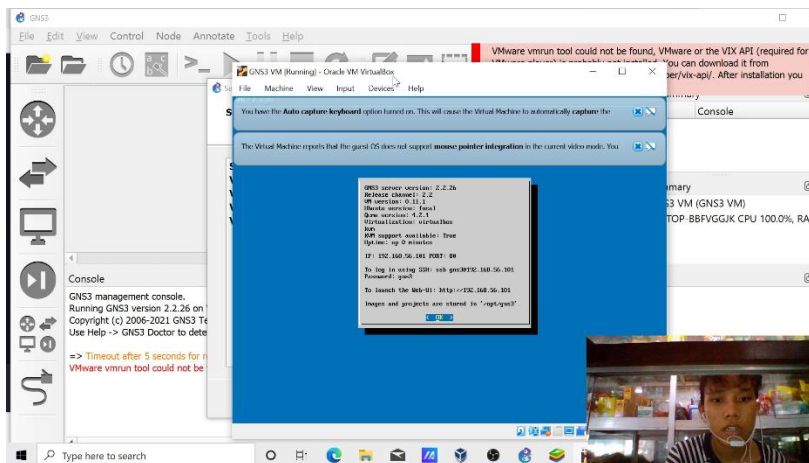 GNS3
File Edit View Control Node Annotate Tools Help
VMware vmrun tool could not be found, VMware or the VIX API (required for
You can download it from
per/vix-api/. After installation you
GNS3 VM [Running] - Oracle VM VirtualBox
File Machine View Input Devices Help
You have the Auto capture keyboard option turned on. This will cause the Virtual Machine to automatically capture the
The Virtual Machine reports that the guest OS does not support mouse pointer integration in the current video mode. You
Console
GNS3 server version: 2.2.26
Release channel: 2.2
VM version: 0.11.1
Ubuntu version: focal
Qemu version: 4.2.1
Virtualization: virtualbox
kvm
KVM support available: True
Uptime: up 0 minutes
IP: 192.168.56.101 PORT: 80
To log in using SSH: ssh gns3@192.168.56.101
Password: gns3
To launch the Web-UI: http://192.168.56.101
Images and projects are stored in '/opt/gns3'
< OK >
mary
S3 VM (GNS3 VM)
TOP-BBFVGGJK CPU 100.0%, RA
Console
GNS3 management console.
Running GNS3 version 2.2.26 on
Copyright (c) 2006-2021 GNS3 Te
Use Help -> GNS3 Doctor to dete
=> Timeout after 5 seconds for r
VMware vmrun tool could not be
Type here to search